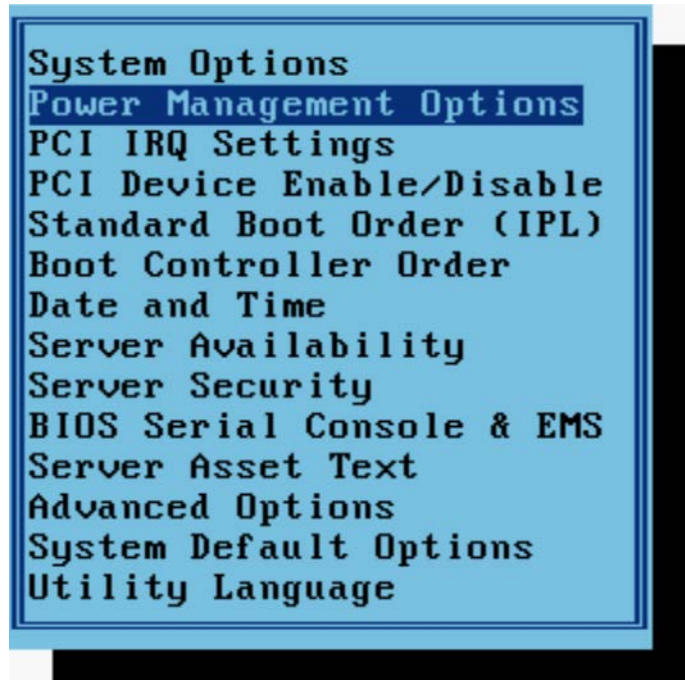 System Options
Power Management Options
PCI IRQ Settings
PCI Device Enable/Disable
Standard Boot Order (IPL)
Boot Controller Order
Date and Time
Server Availability
Server Security
BIOS Serial Console & EMS
Server Asset Text
Advanced Options
System Default Options
Utility Language